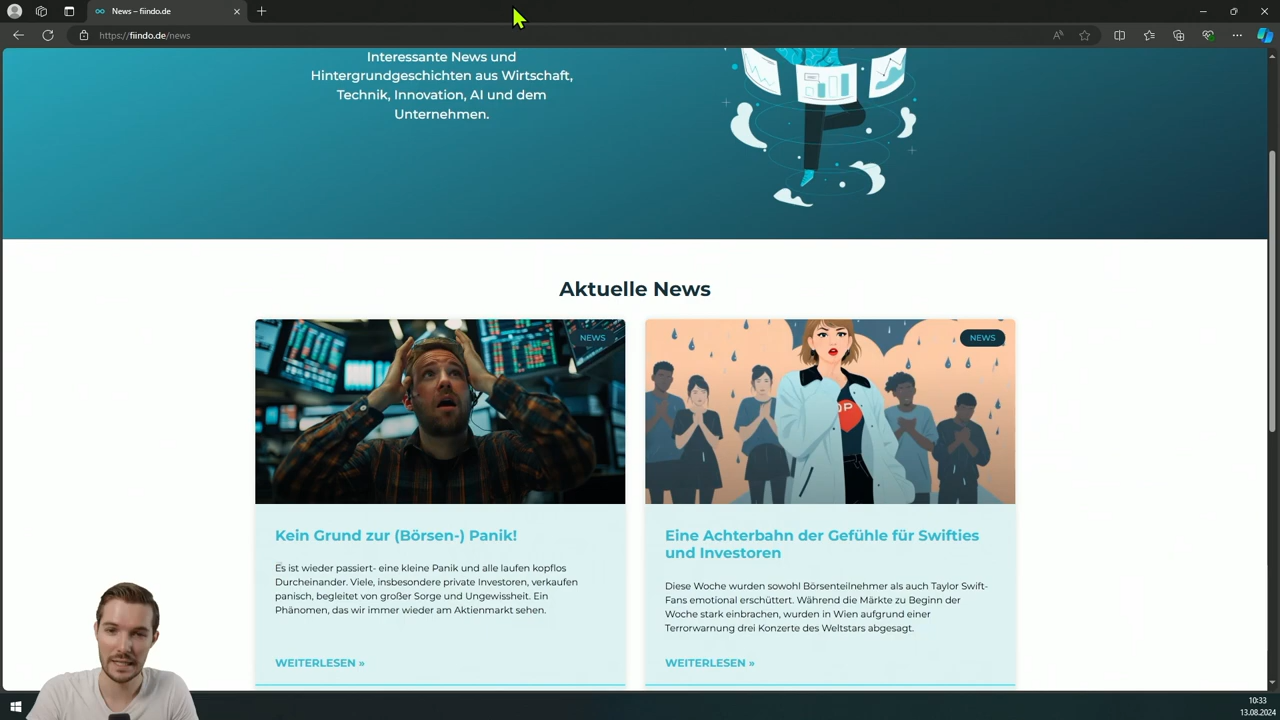 News – fiindo.de
https://fiindo.de/news
Interessante News und
Hintergrundgeschichten aus Wirtschaft,
Technik, Innovation, AI und dem
Unternehmen.
Aktuelle News
NEWS
NEWS
OP
Kein Grund zur (Börsen-) Panik!
Es ist wieder passiert- eine kleine Panik und alle laufen kopflos
Durcheinander. Viele, insbesondere private Investoren, verkaufen
panisch, begleitet von großer Sorge und Ungewissheit. Ein
Phänomen, das wir immer wieder am Aktienmarkt sehen.
WEITERLESEN »
Eine Achterbahn der Gefühle für Swifties
und Investoren
Diese Woche wurden sowohl Börsenteilnehmer als auch Taylor Swift-
Fans emotional erschüttert. Während die Märkte zu Beginn der
Woche stark einbrachen, wurden in Wien aufgrund einer
Terrorwarnung drei Konzerte des Weltstars abgesagt.
WEITERLESEN »
10:33
13.08.2024